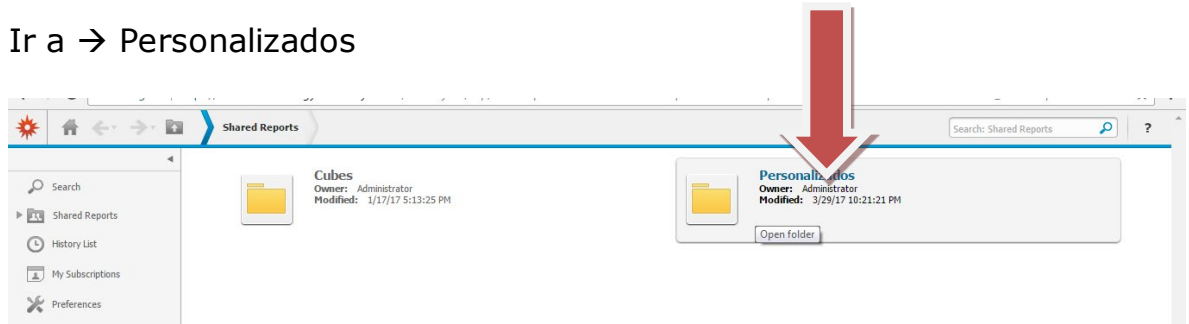 Ir a → Personalizados
Shared Reports
Search: Shared Reports
?
Search
Shared Reports
History List
My Subscriptions
Preferences
Cubes
Owner: Administrator
Modified: 1/17/17 5:13:25 PM
Personalizados
Owner: Administrator
Modified: 3/29/17 10:21:21 PM
Open folder